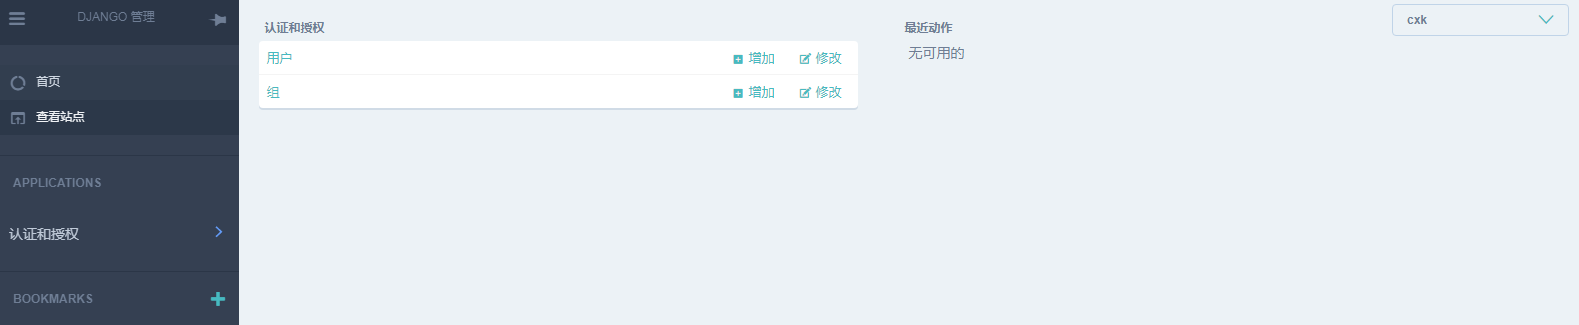 DJANGO 管理
首页
查看站点
APPLICATIONS
认证和授权
BOOKMARKS
认证和授权
用户 增加 修改
组 增加 修改
最近动作
无可用的
cxk